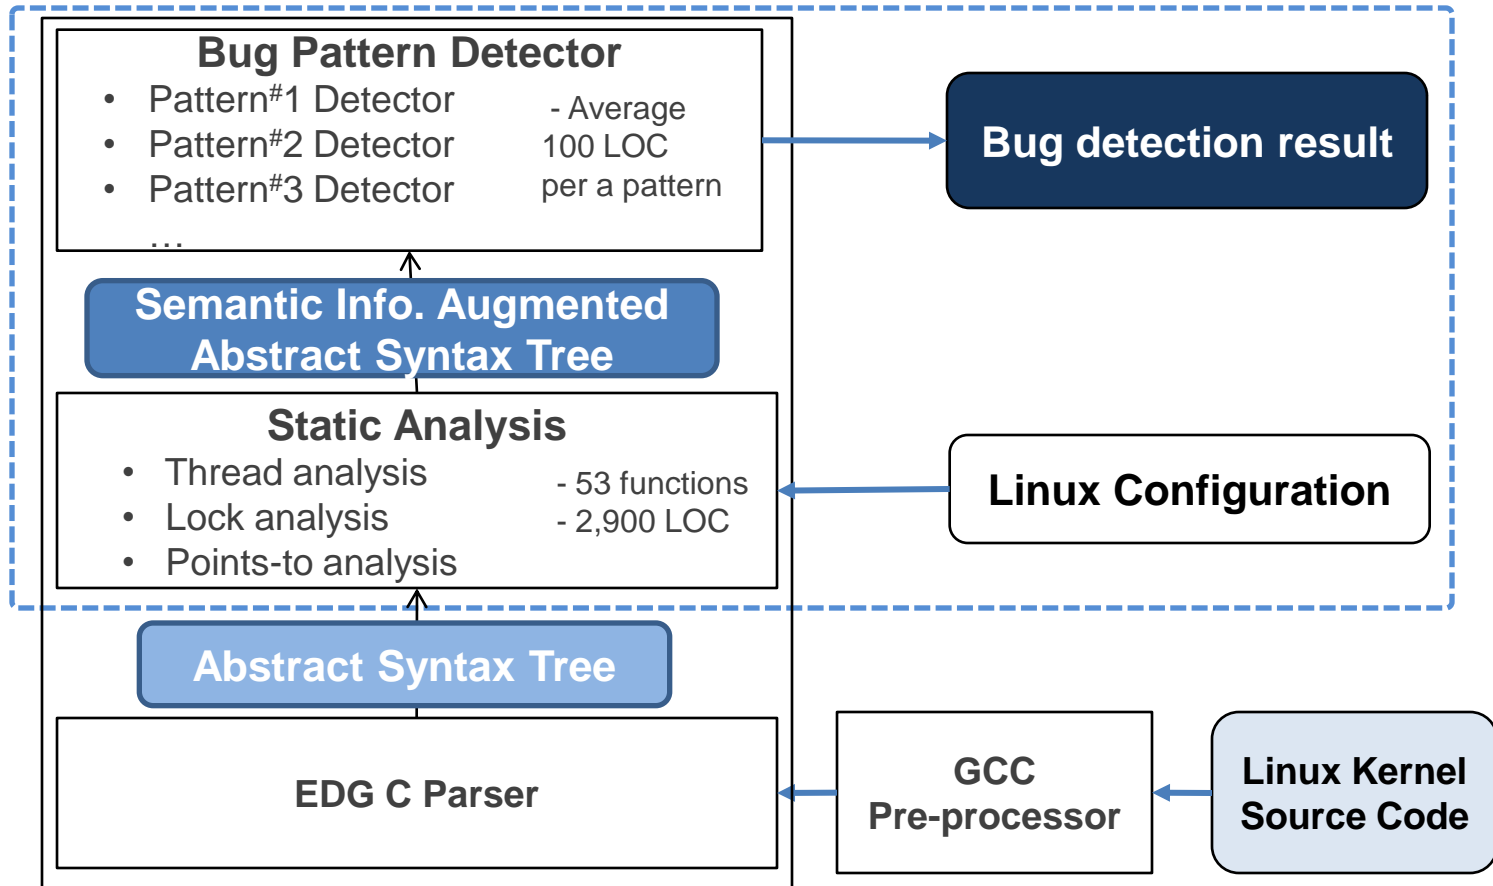 Bug Pattern Detector
• Pattern#1 Detector
• Pattern#2 Detector
• Pattern#3 Detector
…
- Average
100 LOC
per a pattern
Bug detection result
Semantic Info. Augmented
Abstract Syntax Tree
Static Analysis
• Thread analysis
• Lock analysis
• Points-to analysis
- 53 functions
- 2,900 LOC
Linux Configuration
Abstract Syntax Tree
EDG C Parser
GCC
Pre-processor
Linux Kernel
Source Code